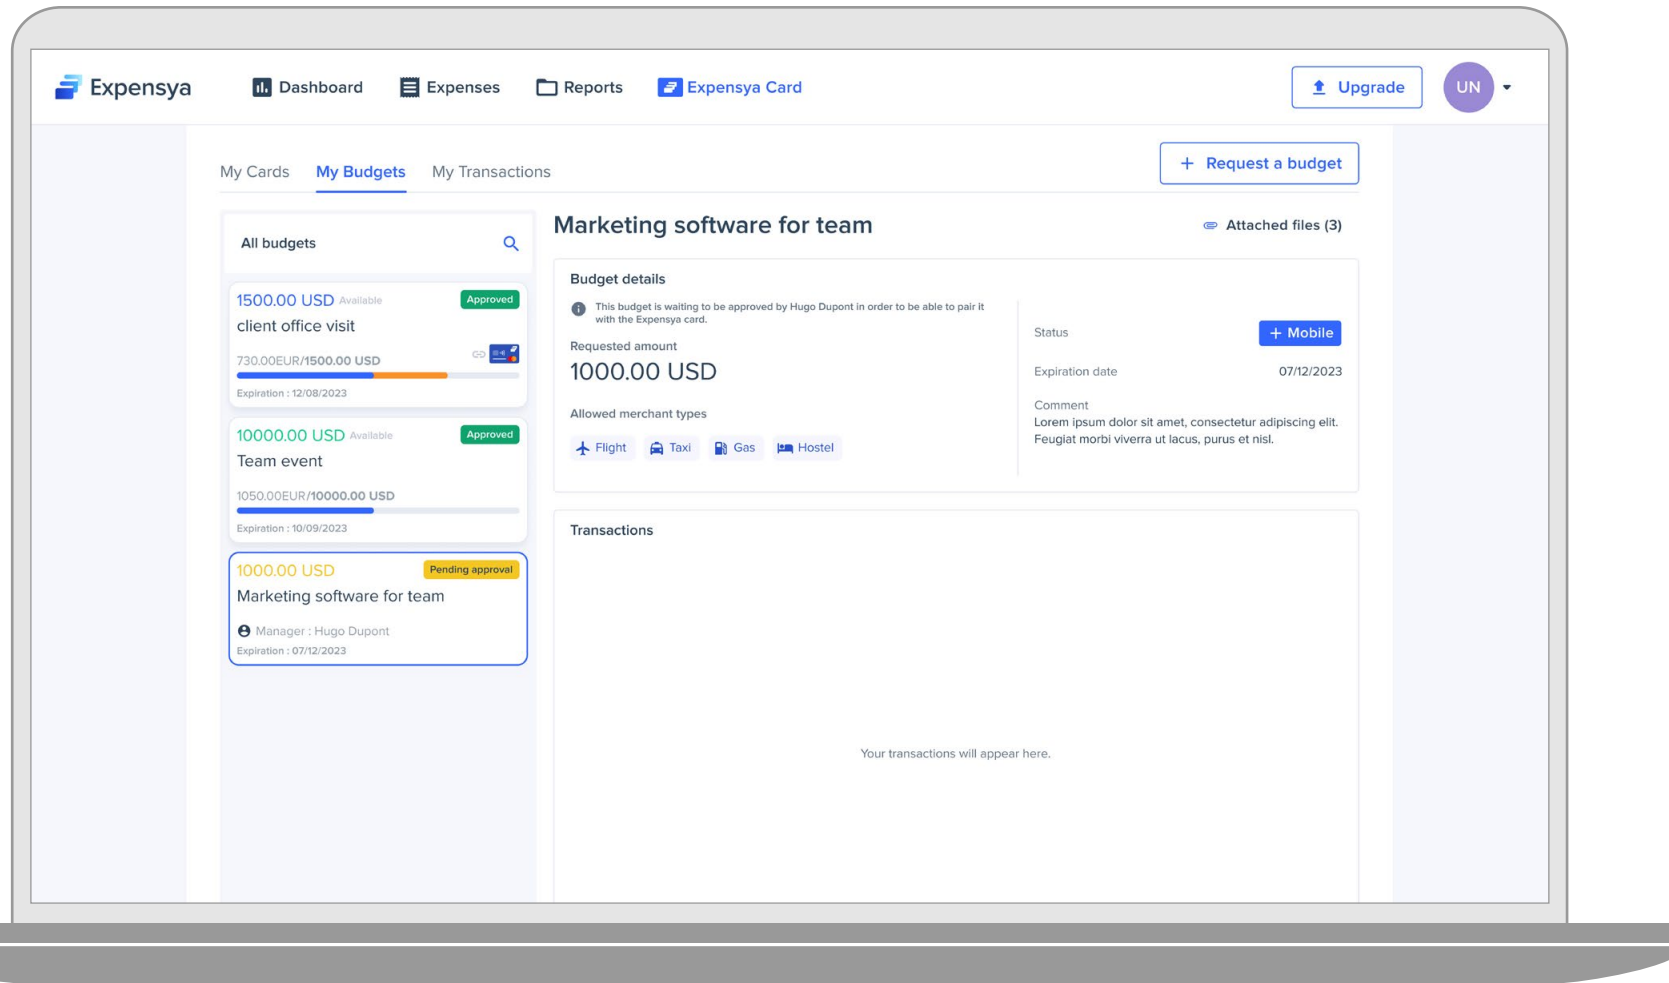 Expensya
Dashboard
Expenses
Reports
Expensya Card
Upgrade
UN
My Cards
My Budgets
My Transactions
+ Request a budget
All budgets
1500.00 USD Available
Approved
client office visit
730.00EUR/1500.00 USD
Expiration : 12/08/2023
10000.00 USD Available
Approved
Team event
1050.00EUR/10000.00 USD
Expiration : 10/09/2023
1000.00 USD
Pending approval
Marketing software for team
Manager : Hugo Dupont
Expiration : 07/12/2023
Marketing software for team
Attached files (3)
Budget details
This budget is waiting to be approved by Hugo Dupont in order to be able to pair it
with the Expensya card.
Requested amount
1000.00 USD
Allowed merchant types
Flight
Taxi
Gas
Hostel
Status
+ Mobile
Expiration date
07/12/2023
Comment
Lorem ipsum dolor sit amet, consectetur adipiscing elit.
Feugiat morbi viverra ut lacus, purus et nisl.
Transactions
Your transactions will appear here.